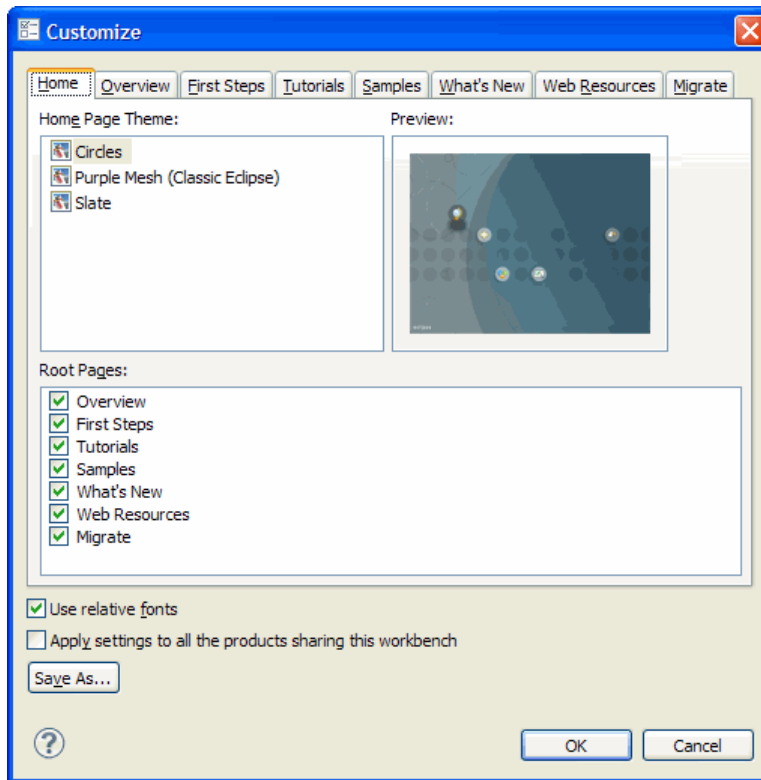 Customize
Home Overview First Steps Tutorials Samples What's New Web Resources Migrate
Home Page Theme: Preview:
Circles
Purple Mesh (Classic Eclipse)
Slate
Root Pages:
Overview
First Steps
Tutorials
Samples
What's New
Web Resources
Migrate
Use relative fonts
Apply settings to all the products sharing this workbench
Save As...
?
OK Cancel